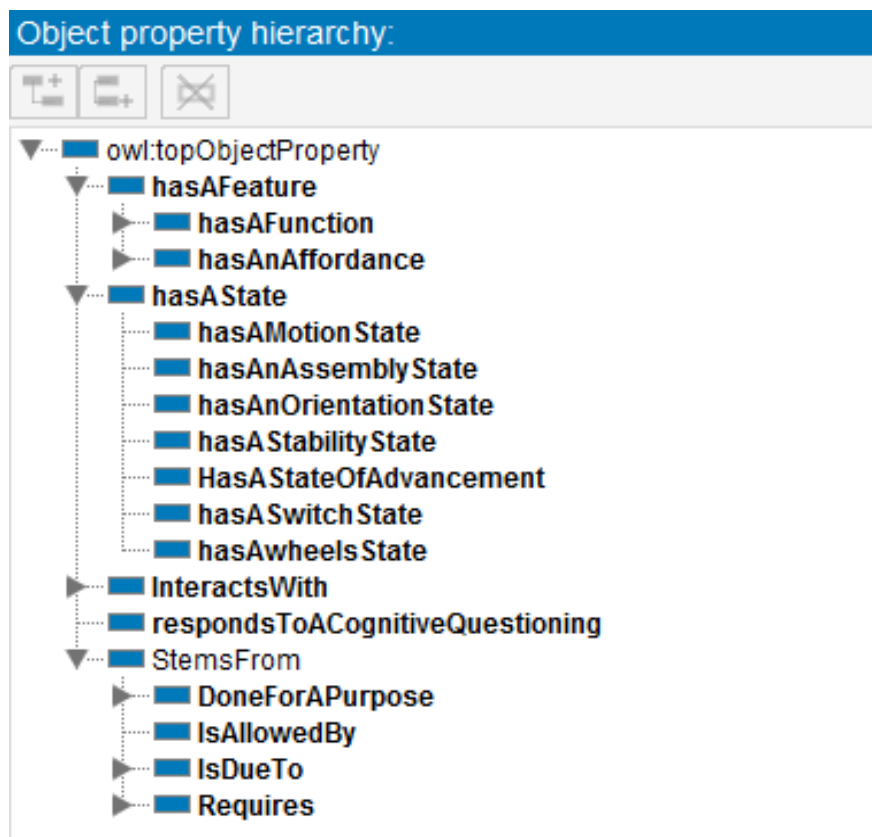 Object property hierarchy:
owl:topObjectProperty
hasAFeature
hasAFunction
hasAnAffordance
hasAState
hasAMotionState
hasAnAssemblyState
hasAnOrientationState
hasAStabilityState
HasAStateOfAdvancement
hasASwitchState
hasAwheelsState
InteractsWith
respondsToACognitiveQuestioning
StemsFrom
DoneForAPurpose
IsAllowedBy
IsDueTo
Requires